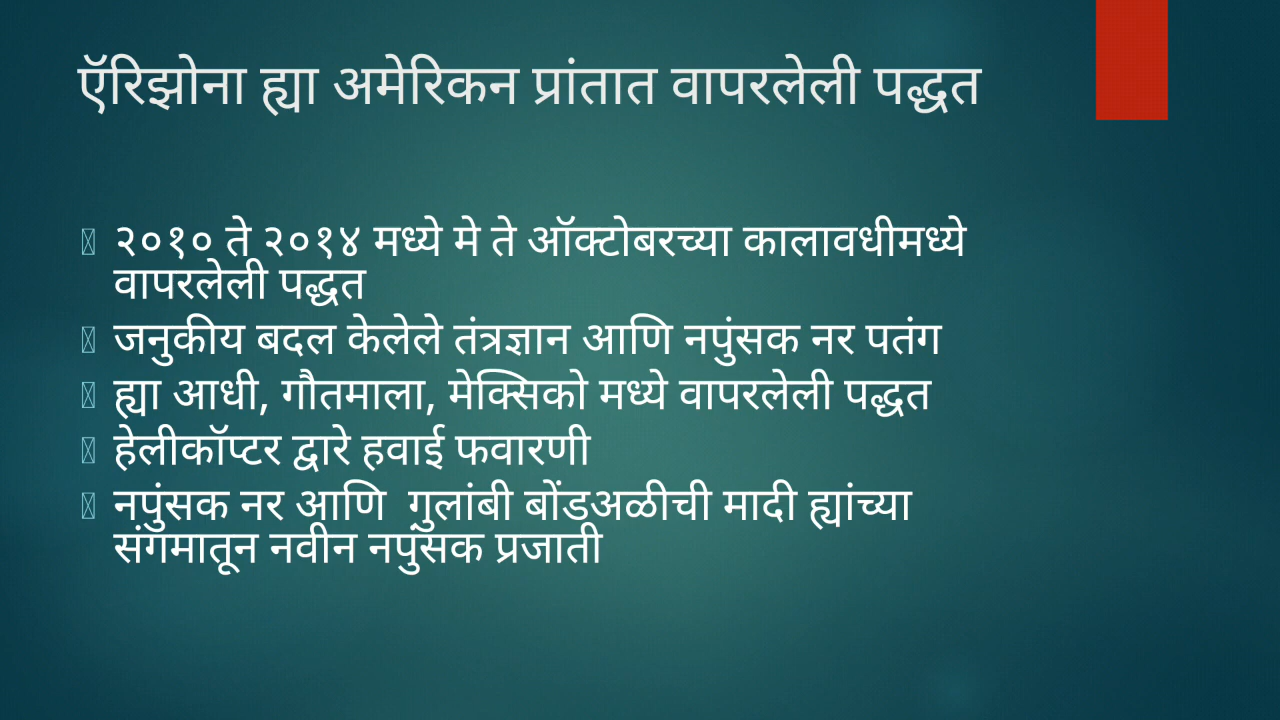 ऍरिझोना ह्या अमेरिकन प्रांतात वापरलेली पद्धत
२०१० ते २०१४ मध्ये मे ते ऑक्टोबरच्या कालावधीमध्ये
वापरलेली पद्धत
जनुकीय बदल केलेले तंत्रज्ञान आणि नपुंसक नर पतंग
ह्या आधी, गौतमाला, मेक्सिको मध्ये वापरलेली पद्धत
हेलीकॉप्टर द्वारे हवाई फवारणी
नपुंसक नर आणि  गुलांबी बोंडअळीची मादी ह्यांच्या
संगमातून नवीन नपुंसक प्रजाती